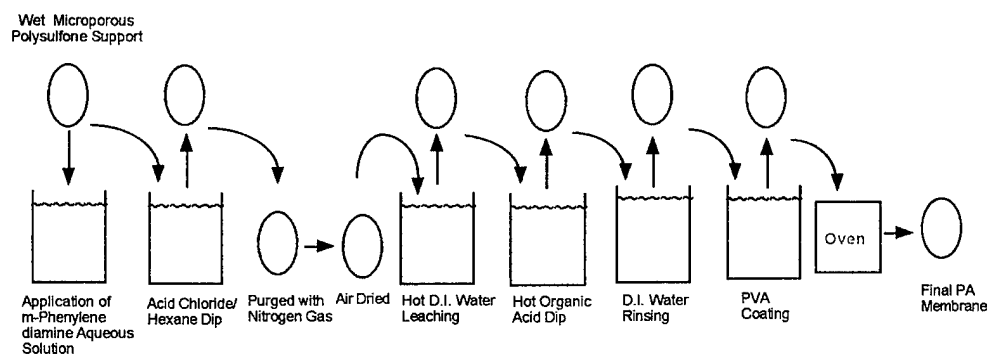 Wet Microporous
Polysulfone Support
Oven
Application of
m-Phenylene
diamine Aqueous
Solution
Acid Chloride/
Hexane Dip
Purged with
Nitrogen Gas
Air Dried
Hot D.I. Water
Leaching
Hot Organic
Acid Dip
D.I. Water
Rinsing
PVA
Coating
Final PA
Membrane